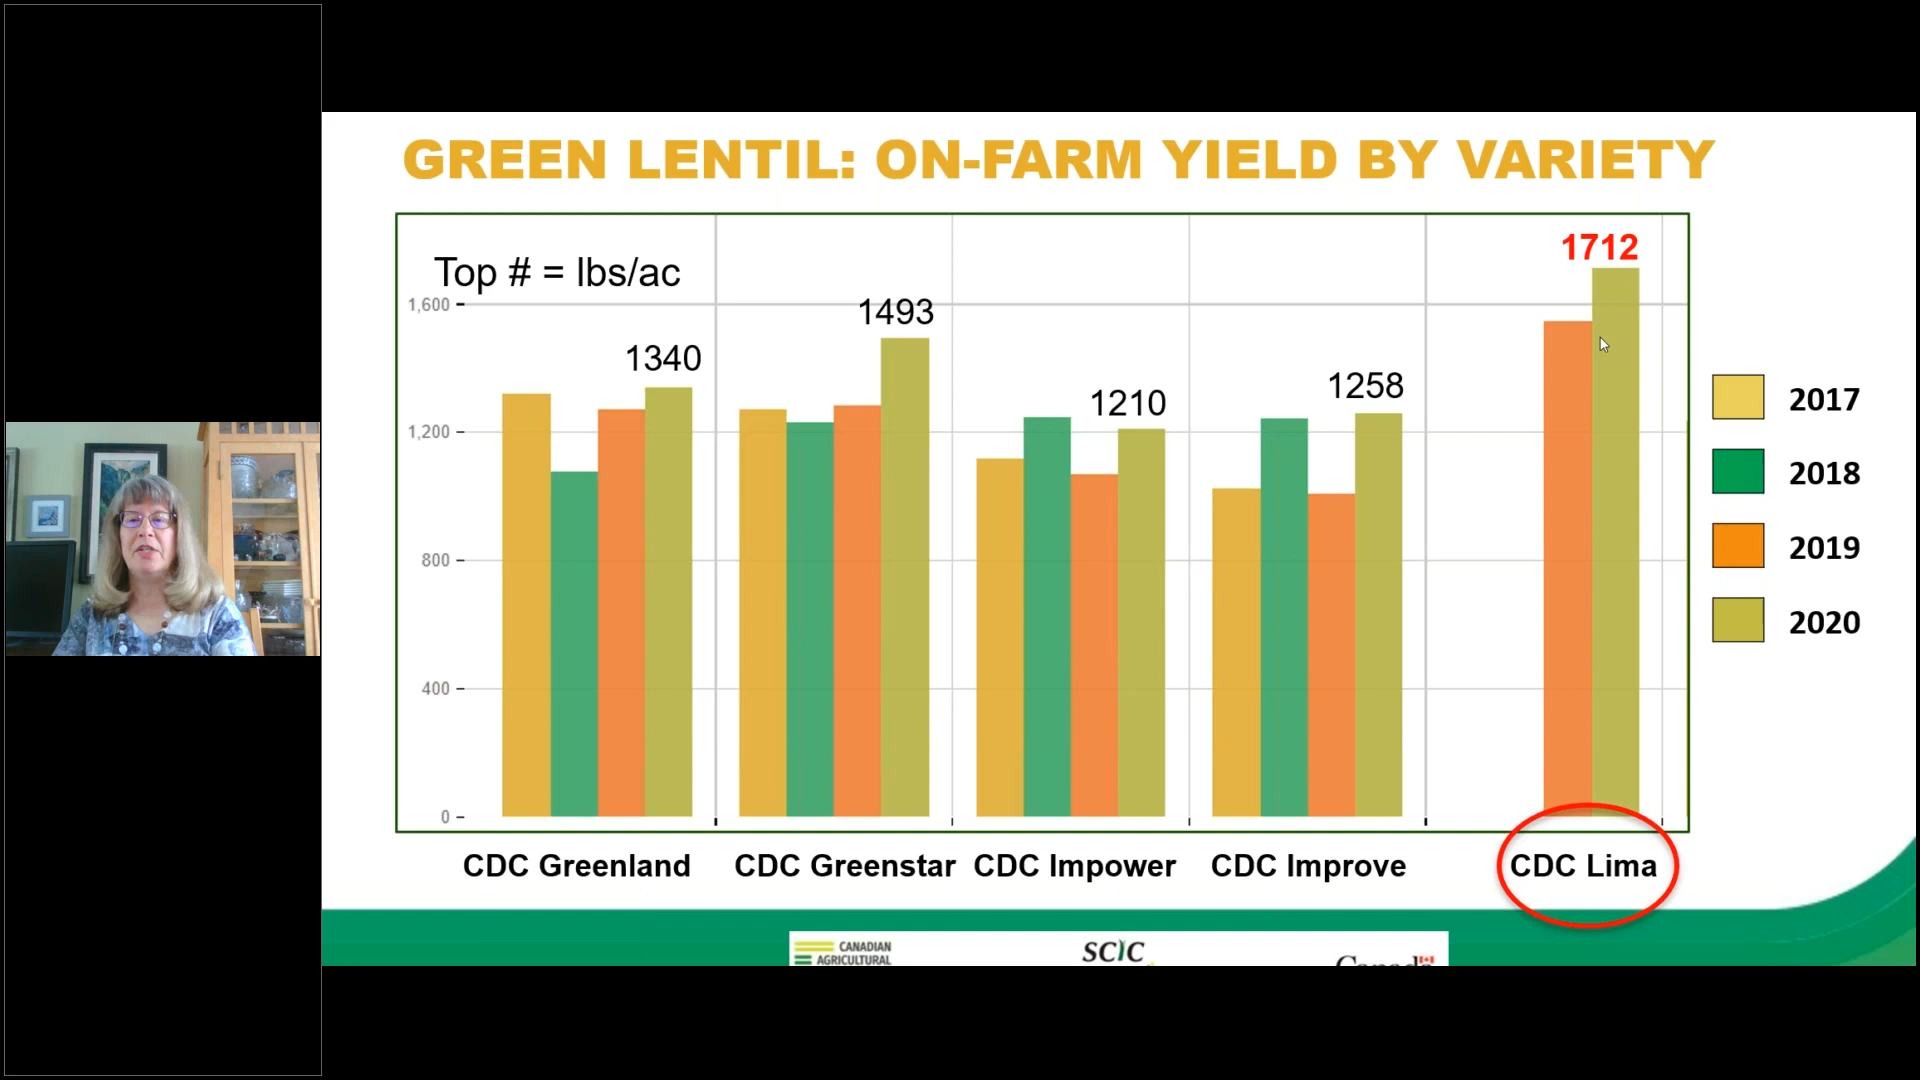 GREEN LENTIL: ON-FARM YIELD BY VARIETY
Top # = lbs/ac
1712
1,600
1493
1340
1258
1210
1,200
800
400
0
2017
2018
2019
2020
CDC Greenland
CDC Greenstar
CDC Impower
CDC Improve
CDC Lima
CANADIAN
AGRICULTURAL
SCIC
Canada